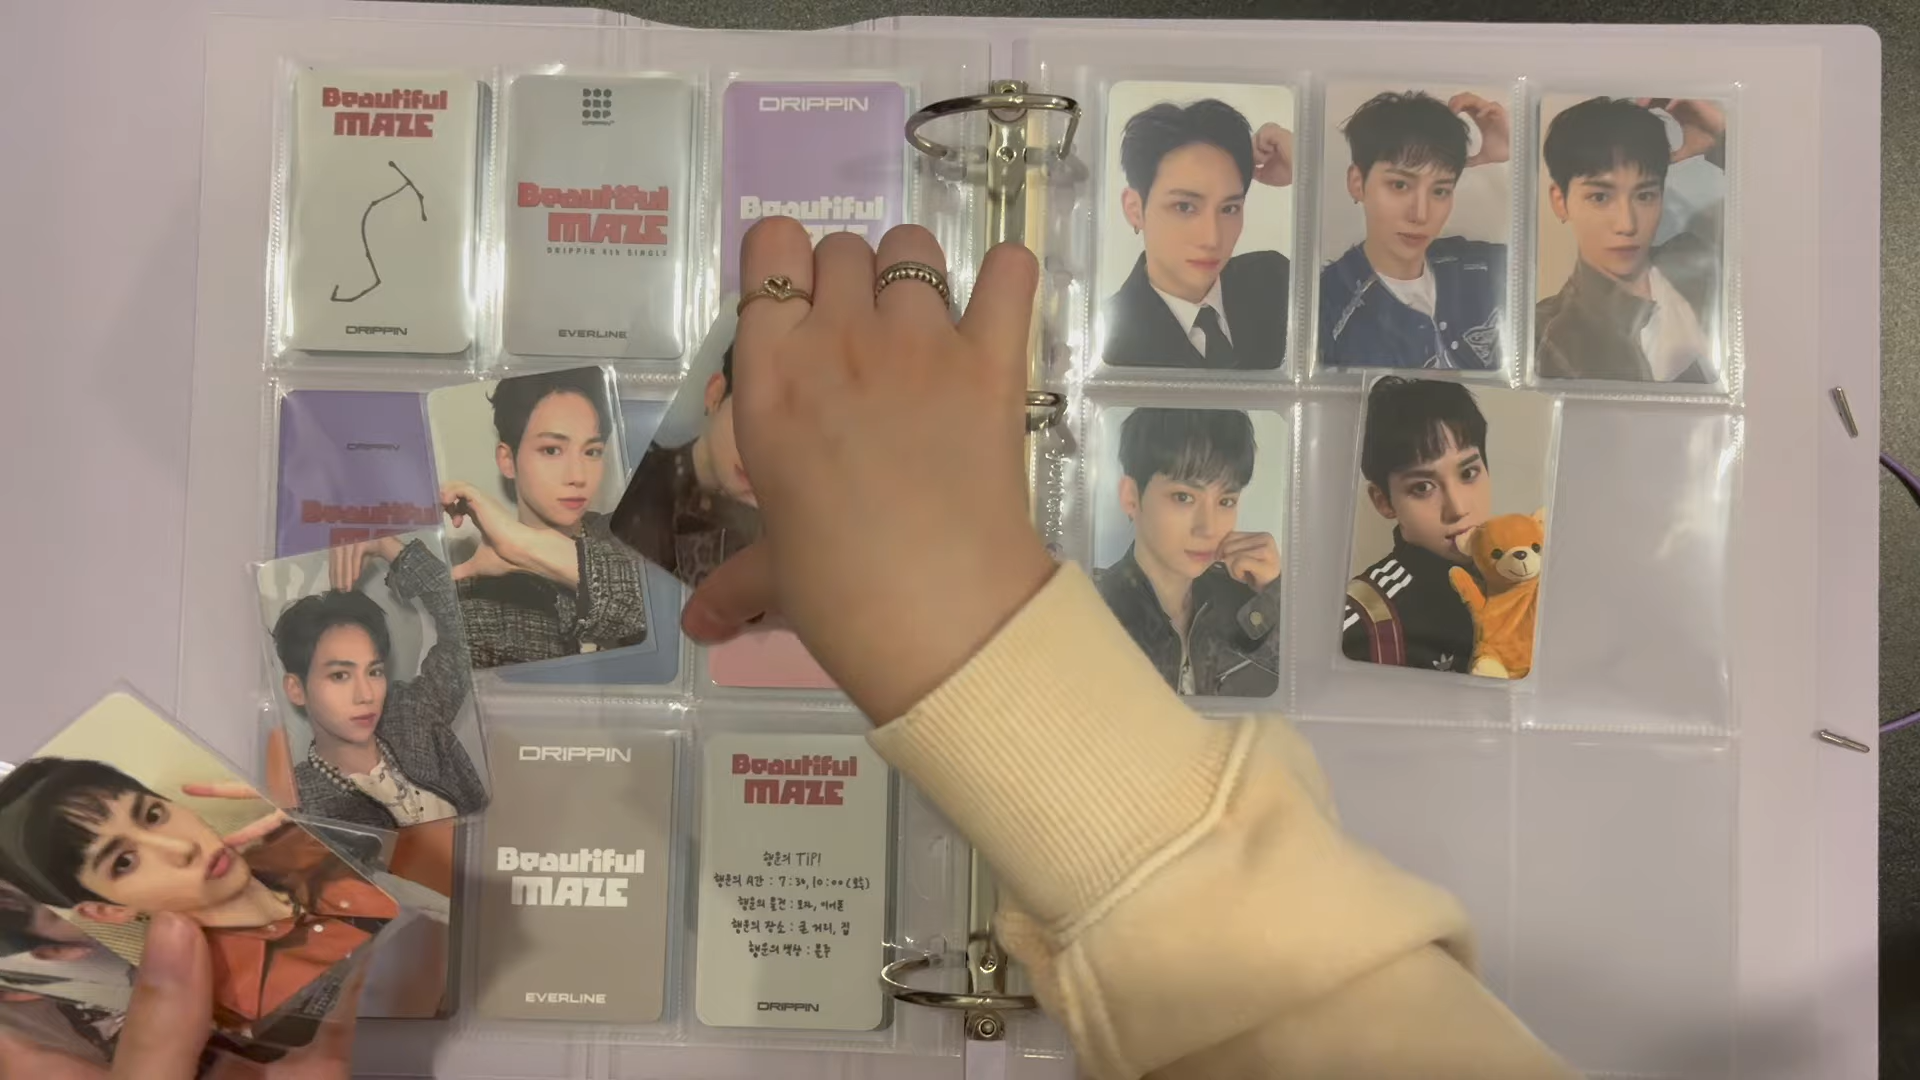 Beautiful
MAZE
DRIPPIN
DRIPPIN
Beautiful
MAZE
DRIPPIN 4th SINGLE
EVERLINE
DRIPPIN
Beautiful
DRIPPIN
Beautiful
DRIPPIN
Beautiful
MAZE
EVERLINE
Beautiful
MAZE
행운의 TIP!
행운의 시간 : 7:30, 10:00 (오후)
행운의 물건 : 모자, 이어폰
행운의 장소 : 글 거리, 집
행운의 색상 :
DRIPPIN